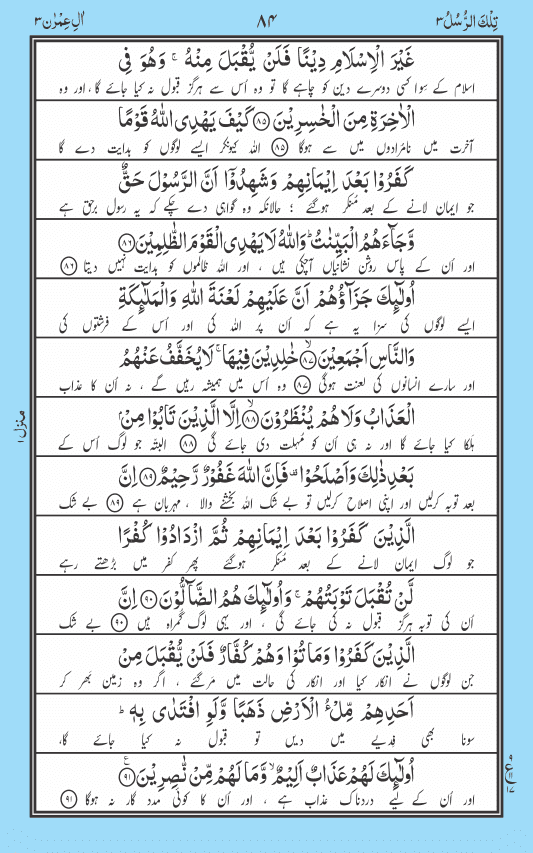 تِلْكَ الرُّسُلُ ٣
٨٤
اٰلِ عِمْرٰن ٣
غَيْرَ الْاِسْلَامِ دِيْنًا فَلَنْ يُّقْبَلَ مِنْهُ ۚ وَهُوَ فِي
اسلام کے سوا کسی دوسرے دین کو چاہے گا تو وہ اُس سے ہرگز قبول نہ کیا جائے گا ، اور وہ
الْاٰخِرَةِ مِنَ الْخٰسِرِيْنَ ﴿٨٥﴾ كَيْفَ يَهْدِي اللّٰهُ قَوْمًا
آخرت میں نامرادوں میں سے ہوگا ﴿٨٥﴾ اللہ کیونکر ایسے لوگوں کو ہدایت دے گا
كَفَرُوْا بَعْدَ اِيْمَانِهِمْ وَشَهِدُوْٓا اَنَّ الرَّسُوْلَ حَقٌّ
جو ایمان لانے کے بعد منکر ہوگئے ؛ حالانکہ وہ گواہی دے چکے کہ یہ رسول برحق ہے
وَّجَآءَهُمُ الْبَيِّنٰتُ ؕ وَاللّٰهُ لَا يَهْدِي الْقَوْمَ الظّٰلِمِيْنَ ﴿٨٦﴾
اور اُن کے پاس روشن نشانیاں آچکی ہیں ، اور اللہ ظالموں کو ہدایت نہیں دیتا ﴿٨٦﴾
اُولٰٓئِكَ جَزَآؤُهُمْ اَنَّ عَلَيْهِمْ لَعْنَةَ اللّٰهِ وَالْمَلٰٓئِكَةِ
ایسے لوگوں کی سزا یہ ہے کہ اُن پر اللہ کی اور اُس کے فرشتوں کی
وَالنَّاسِ اَجْمَعِيْنَ ﴿٨٧﴾ۙ خٰلِدِيْنَ فِيْهَا ۚ لَا يُخَفَّفُ عَنْهُمُ
اور سارے انسانوں کی لعنت ہوگی ﴿٨٧﴾ وہ اس میں ہمیشہ رہیں گے ، نہ اُن کا عذاب
الْعَذَابُ وَلَا هُمْ يُنْظَرُوْنَ ﴿٨٨﴾ۙ اِلَّا الَّذِيْنَ تَابُوْا مِنْۢ
ہلکا کیا جائے گا اور نہ ہی اُن کو مُہلت دی جائے گی ﴿٨٨﴾ البتہ جو لوگ اُس کے
بَعْدِ ذٰلِكَ وَاَصْلَحُوْا ۫ فَاِنَّ اللّٰهَ غَفُوْرٌ رَّحِيْمٌ ﴿٨٩﴾ اِنَّ
بعد توبہ کرلیں اور اپنی اصلاح کرلیں تو بے شک اللہ بخشنے والا ، مہربان ہے ﴿٨٩﴾ بے شک
الَّذِيْنَ كَفَرُوْا بَعْدَ اِيْمَانِهِمْ ثُمَّ ازْدَادُوْا كُفْرًا
جو لوگ ایمان لانے کے بعد منکر ہوگئے پھر کفر میں بڑھتے رہے
لَّنْ تُقْبَلَ تَوْبَتُهُمْ ۚ وَاُولٰٓئِكَ هُمُ الضَّآلُّوْنَ ﴿٩٠﴾ اِنَّ
اُن کی توبہ ہرگز قبول نہ کی جائے گی ، اور یہی لوگ گمراہ ہیں ﴿٩٠﴾ بے شک
الَّذِيْنَ كَفَرُوْا وَمَاتُوْا وَهُمْ كُفَّارٌ فَلَنْ يُّقْبَلَ مِنْ
جن لوگوں نے انکار کیا اور انکار کی حالت میں مرگئے ، اگر وہ زمین بھر کر
اَحَدِهِمْ مِّلْءُ الْاَرْضِ ذَهَبًا وَّلَوِ افْتَدٰى بِهٖ ؕ
سونا بھی فدیے میں دیں تو قبول نہ کیا جائے گا،
اُولٰٓئِكَ لَهُمْ عَذَابٌ اَلِيْمٌ ۙ وَّمَا لَهُمْ مِّنْ نّٰصِرِيْنَ ﴿٩١﴾
اور اُن کے لیے دردناک عذاب ہے ، اور اُن کا کوئی مدد گار نہ ہوگا ﴿٩١﴾
منزل ١
ع
١٧